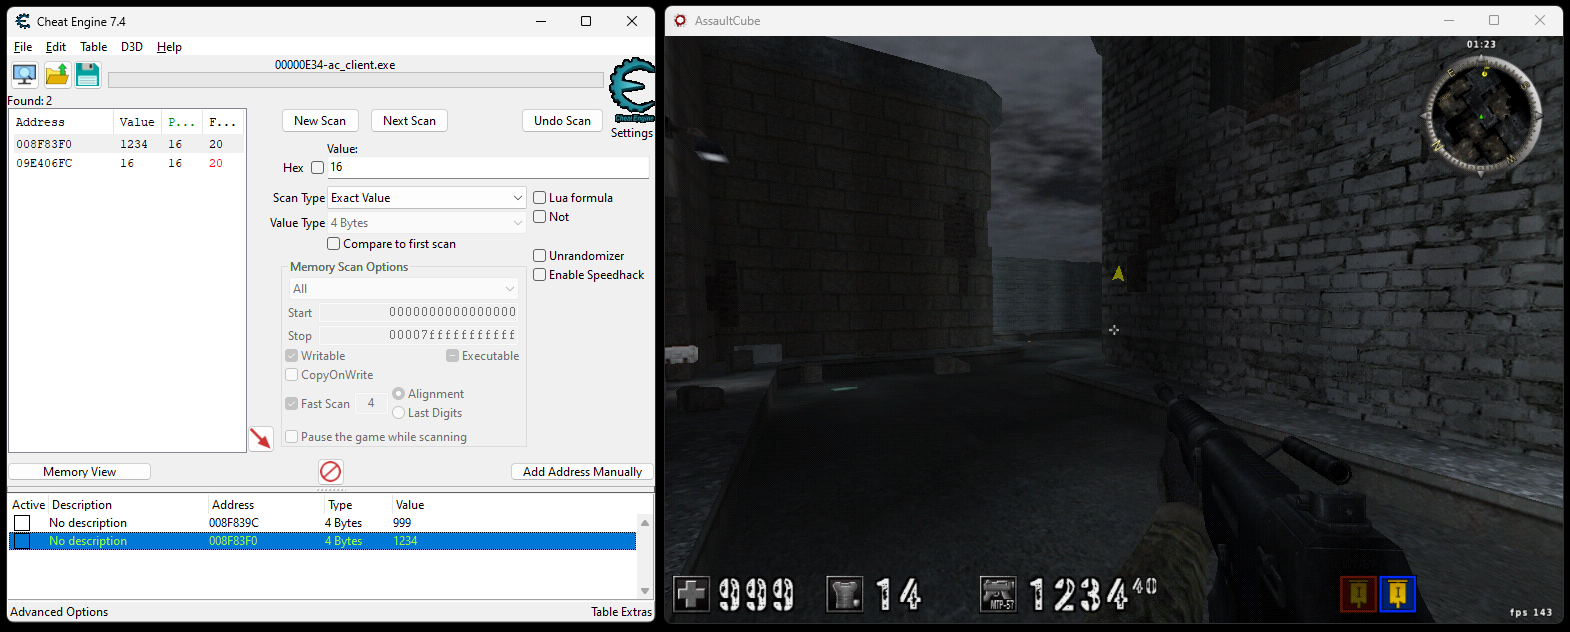 Cheat Engine 7.4
File Edit Table D3D Help
00000E34-ac_client.exe
Found: 2
Address Value P... F...
008F83F0 1234 16 20
09E406FC 16 16 20
New Scan Next Scan Undo Scan
Cheat Engine
Settings
Value:
Hex 16
Scan Type Exact Value Lua formula
Value Type 4 Bytes Not
Compare to first scan
Unrandomizer
Enable Speedhack
Memory Scan Options
All
Start 0000000000000000
Stop 00007fffffffffff
Writable Executable
CopyOnWrite
Fast Scan 4 Alignment
Last Digits
Pause the game while scanning
Memory View Add Address Manually
Active Description Address Type Value
No description 008F839C 4 Bytes 999
No description 008F83F0 4 Bytes 1234
Advanced Options Table Extras
AssaultCube
01:23
E S
N W
999 14 MTP-57 1234 40
fps 143